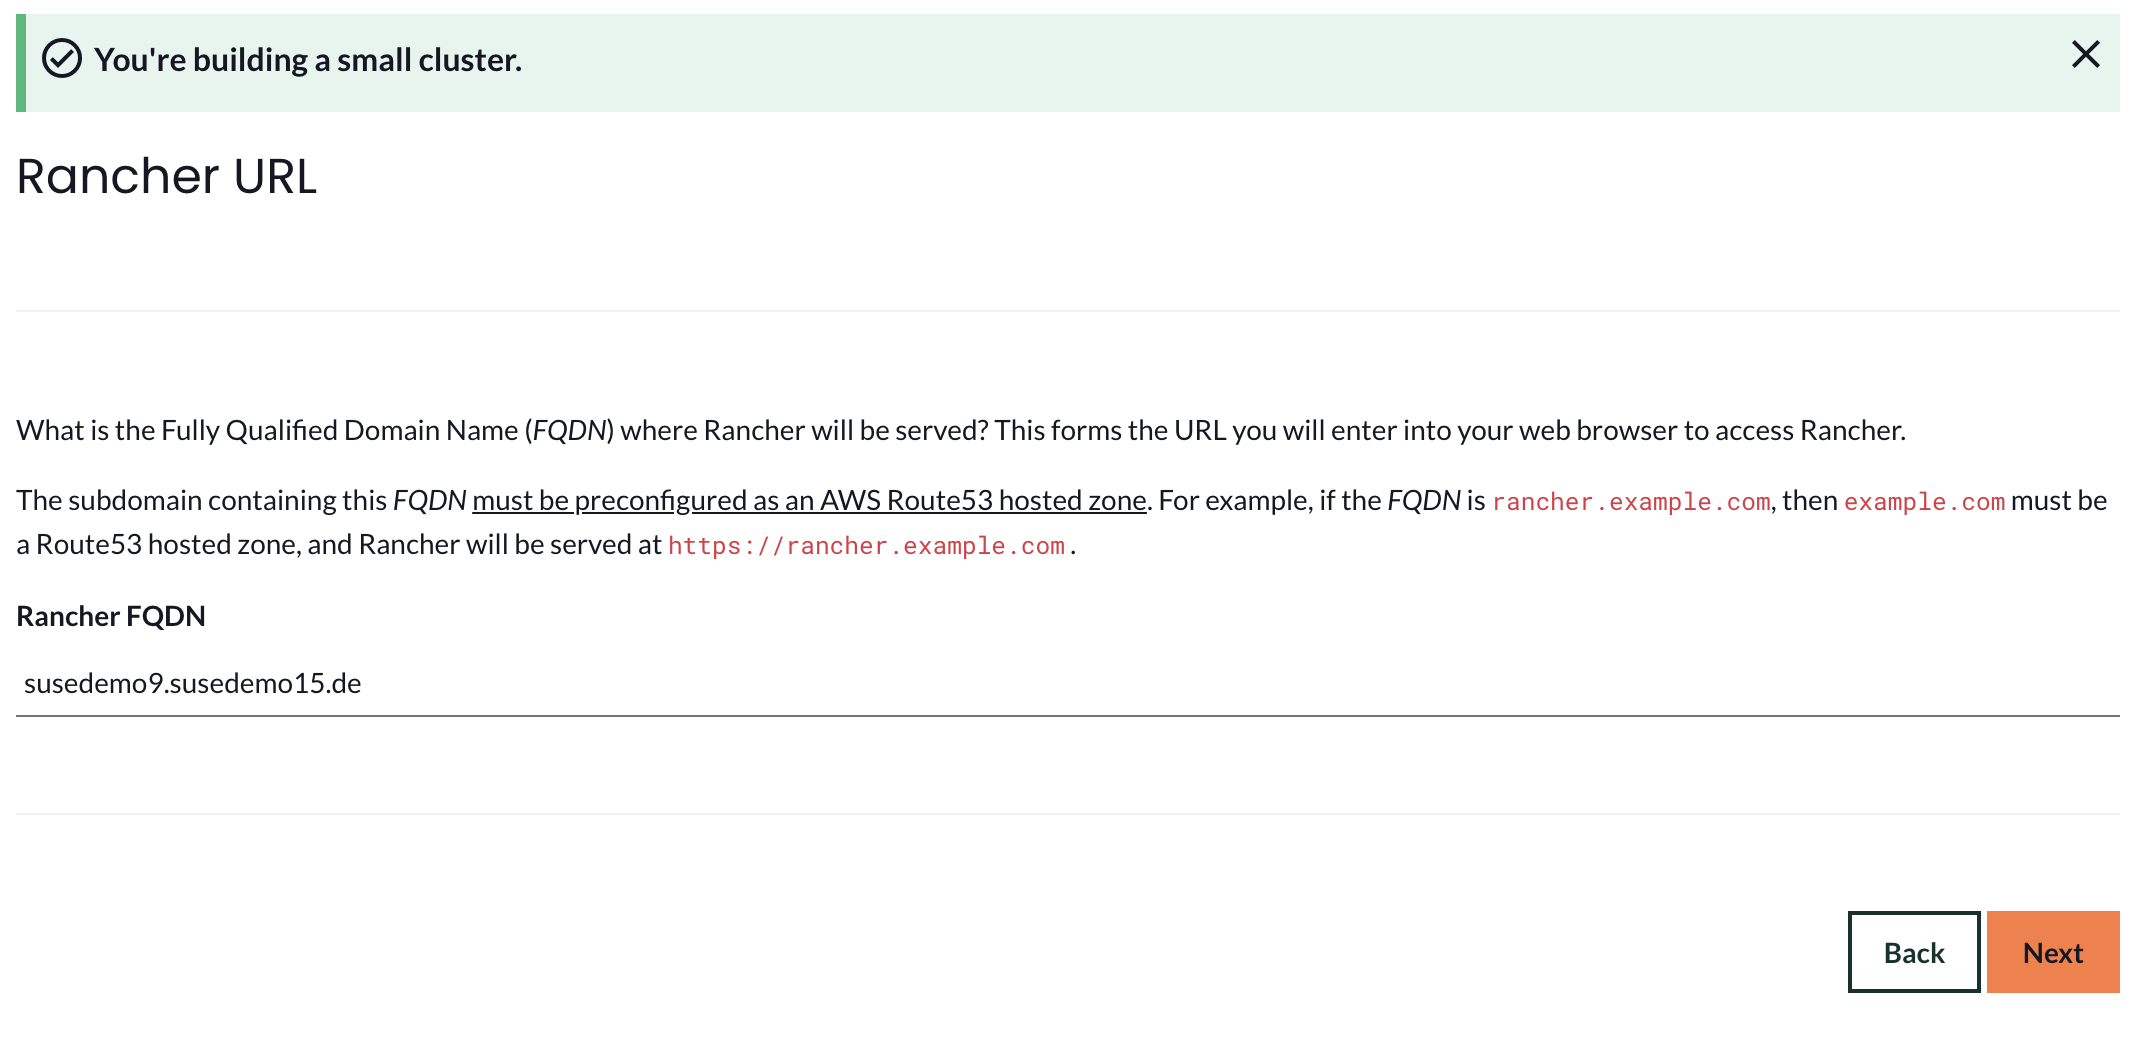 You're building a small cluster.
Rancher URL
What is the Fully Qualified Domain Name (FQDN) where Rancher will be served? This forms the URL you will enter into your web browser to access Rancher.
The subdomain containing this FQDN must be preconfigured as an AWS Route53 hosted zone. For example, if the FQDN is rancher.example.com, then example.com must be
a Route53 hosted zone, and Rancher will be served at https://rancher.example.com .
Rancher FQDN
susedemo9.susedemo15.de
Back Next